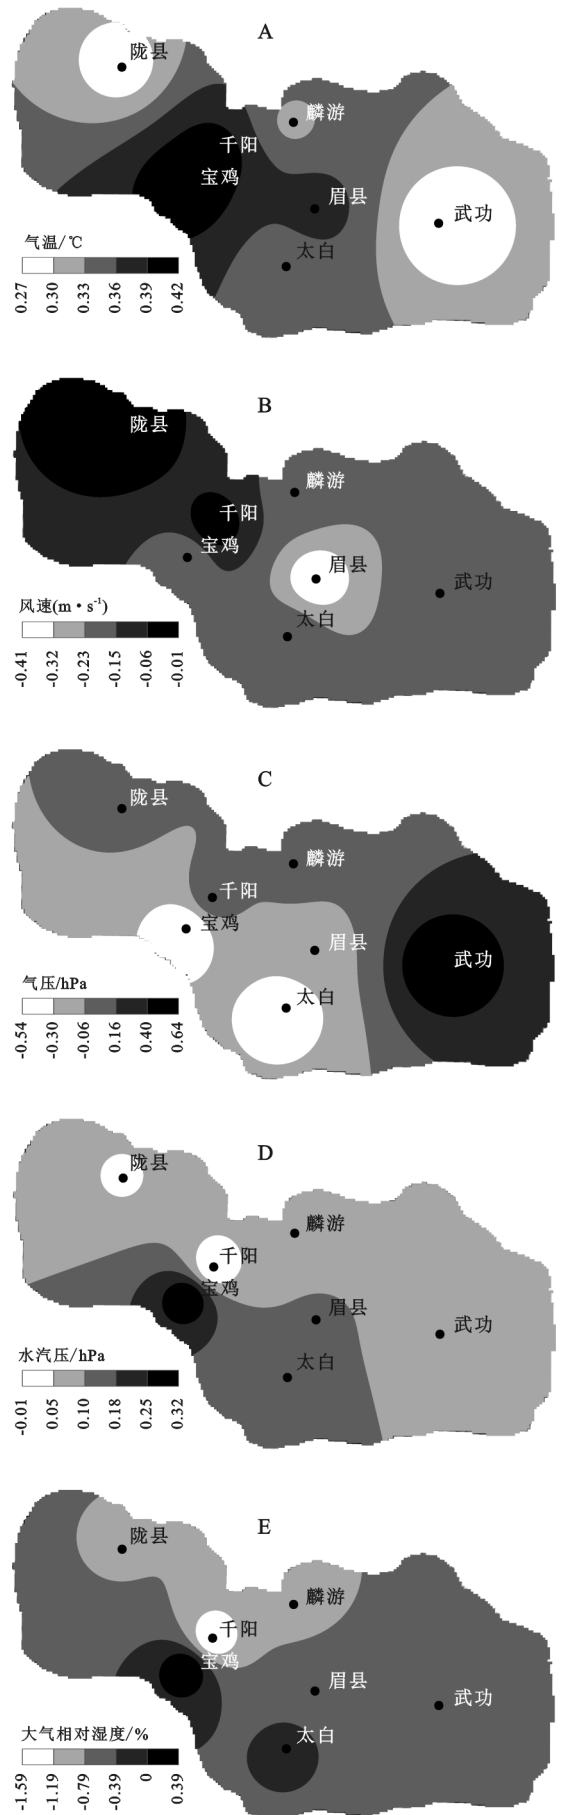 A
陇县
麟游
千阳
宝鸡
眉县
武功
太白
气温/℃
0.27 0.30 0.33 0.36 0.39 0.42
B
陇县
麟游
千阳
宝鸡
眉县
武功
太白
风速(m·s⁻¹)
-0.41 -0.32 -0.23 -0.15 -0.06 -0.01
C
陇县
麟游
千阳
宝鸡
眉县
武功
太白
气压/hPa
-0.54 -0.30 -0.06 0.16 0.40 0.64
D
陇县
麟游
千阳
宝鸡
眉县
武功
太白
水汽压/hPa
-0.01 0.05 0.10 0.18 0.25 0.32
E
陇县
麟游
千阳
宝鸡
眉县
武功
太白
大气相对湿度/%
-1.59 -1.19 -0.79 -0.39 0 0.39